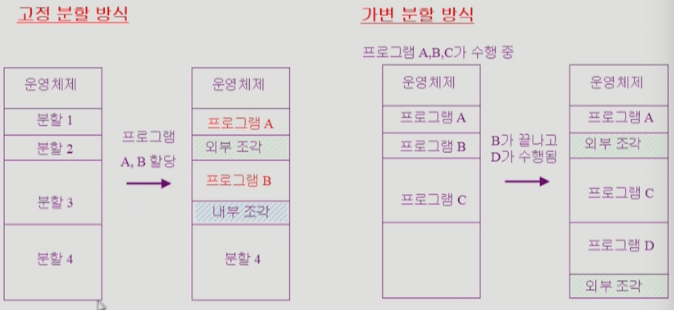 고정 분할 방식
운영체제
분할 1
분할 2
분할 3
분할 4
프로그램
A, B 할당
운영체제
프로그램 A
외부 조각
프로그램 B
내부 조각
분할 4
가변 분할 방식
프로그램 A,B,C가 수행 중
운영체제
프로그램 A
프로그램 B
프로그램 C
B가 끝나고
D가 수행됨
운영체제
프로그램 A
외부 조각
프로그램 C
프로그램 D
외부 조각